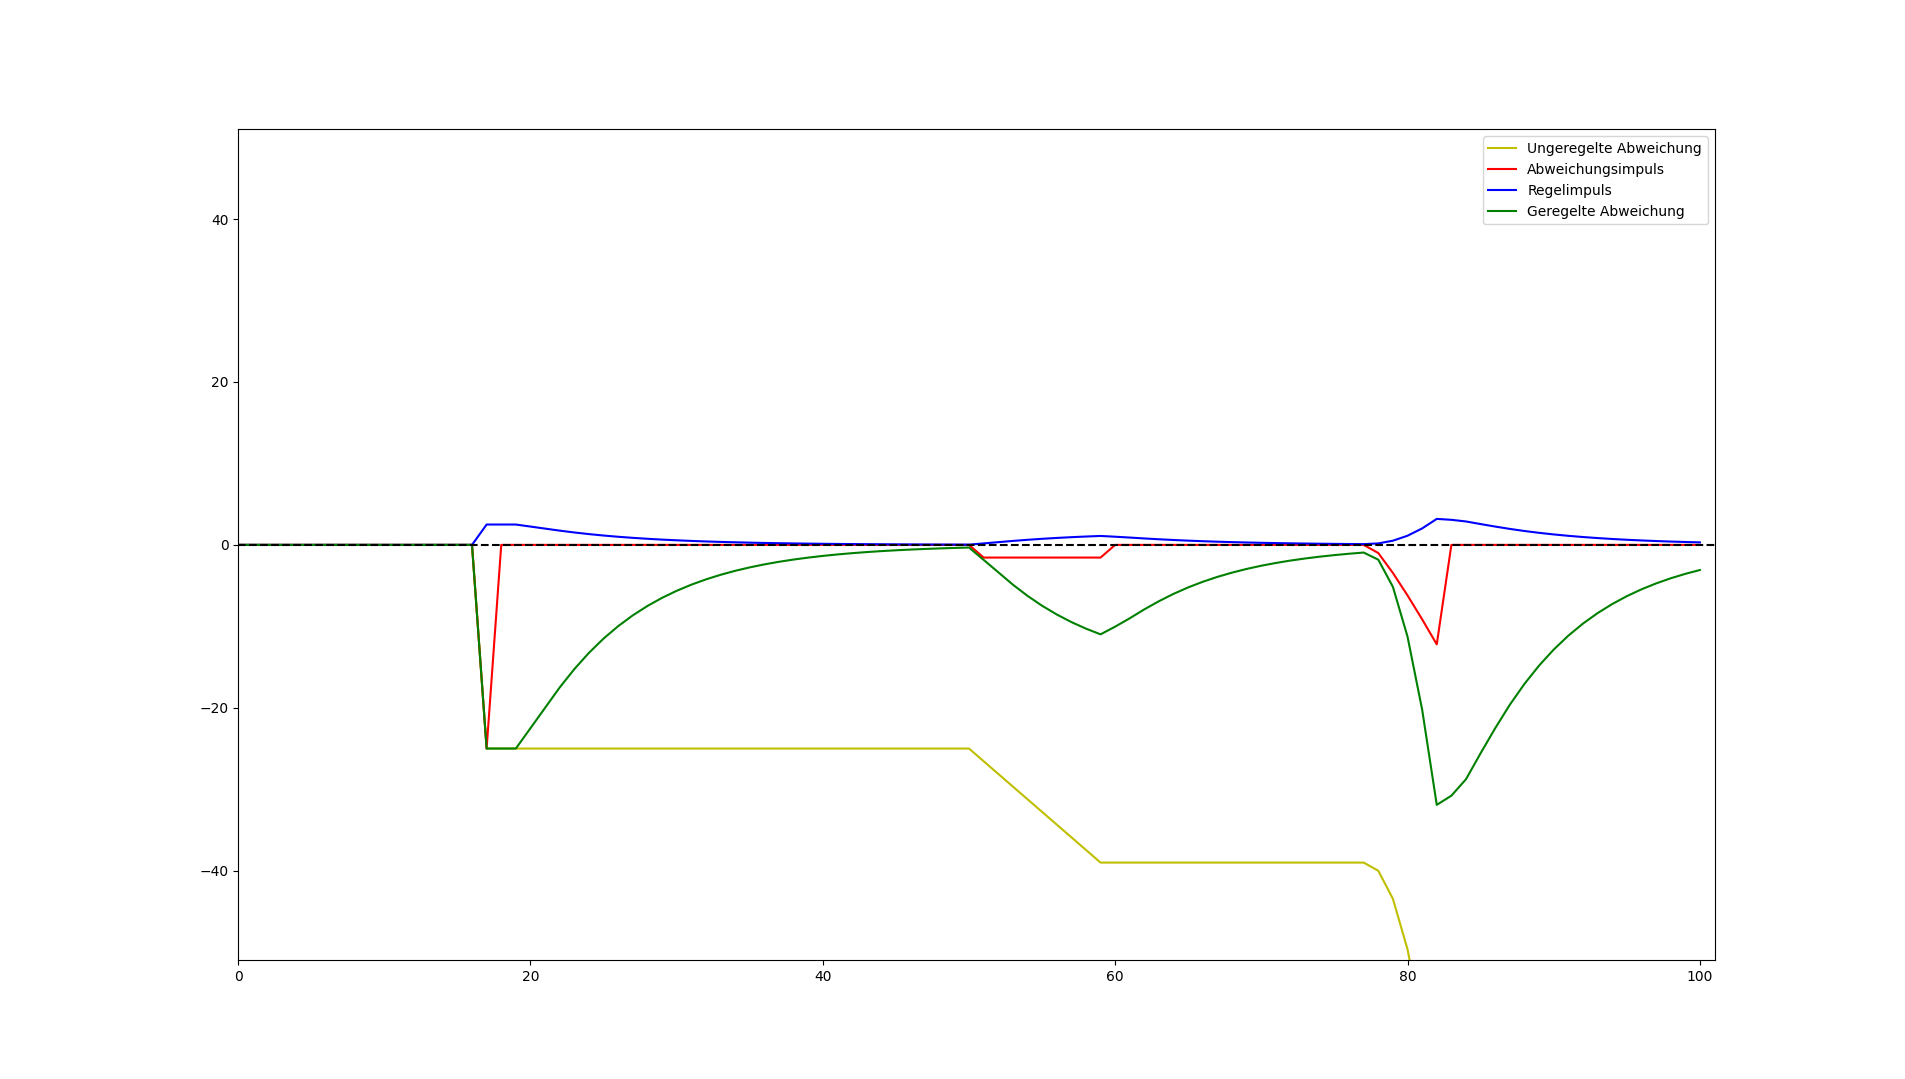 Ungeregelte Abweichung
Abweichungsimpuls
Regelimpuls
Geregelte Abweichung
40
20
0
−20
−40
0 20 40 60 80 100